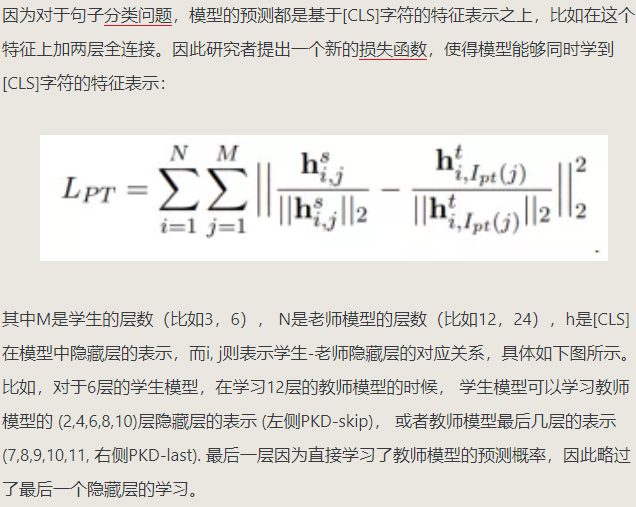 因为对于句子分类问题，模型的预测都是基于[CLS]字符的特征表示之上，比如在这个
特征上加两层全连接。因此研究者提出一个新的损失函数，使得模型能够同时学到
[CLS]字符的特征表示：
L_{PT} = \sum_{i=1}^{N} \sum_{j=1}^{M} || \frac{\mathbf{h}^s_{i,j}}{||\mathbf{h}^s_{i,j}||_2} - \frac{\mathbf{h}^t_{i,I_{pt}(j)}}{||\mathbf{h}^t_{i,I_{pt}(j)}||_2} ||_2^2
其中M是学生的层数（比如3，6）， N是老师模型的层数（比如12，24），h是[CLS]
在模型中隐藏层的表示，而i, j则表示学生-老师隐藏层的对应关系，具体如下图所示。
比如，对于6层的学生模型，在学习12层的教师模型的时候， 学生模型可以学习教师
模型的 (2,4,6,8,10)层隐藏层的表示 (左侧PKD-skip)， 或者教师模型最后几层的表示
(7,8,9,10,11, 右侧PKD-last). 最后一层因为直接学习了教师模型的预测概率，因此略过
了最后一个隐藏层的学习。